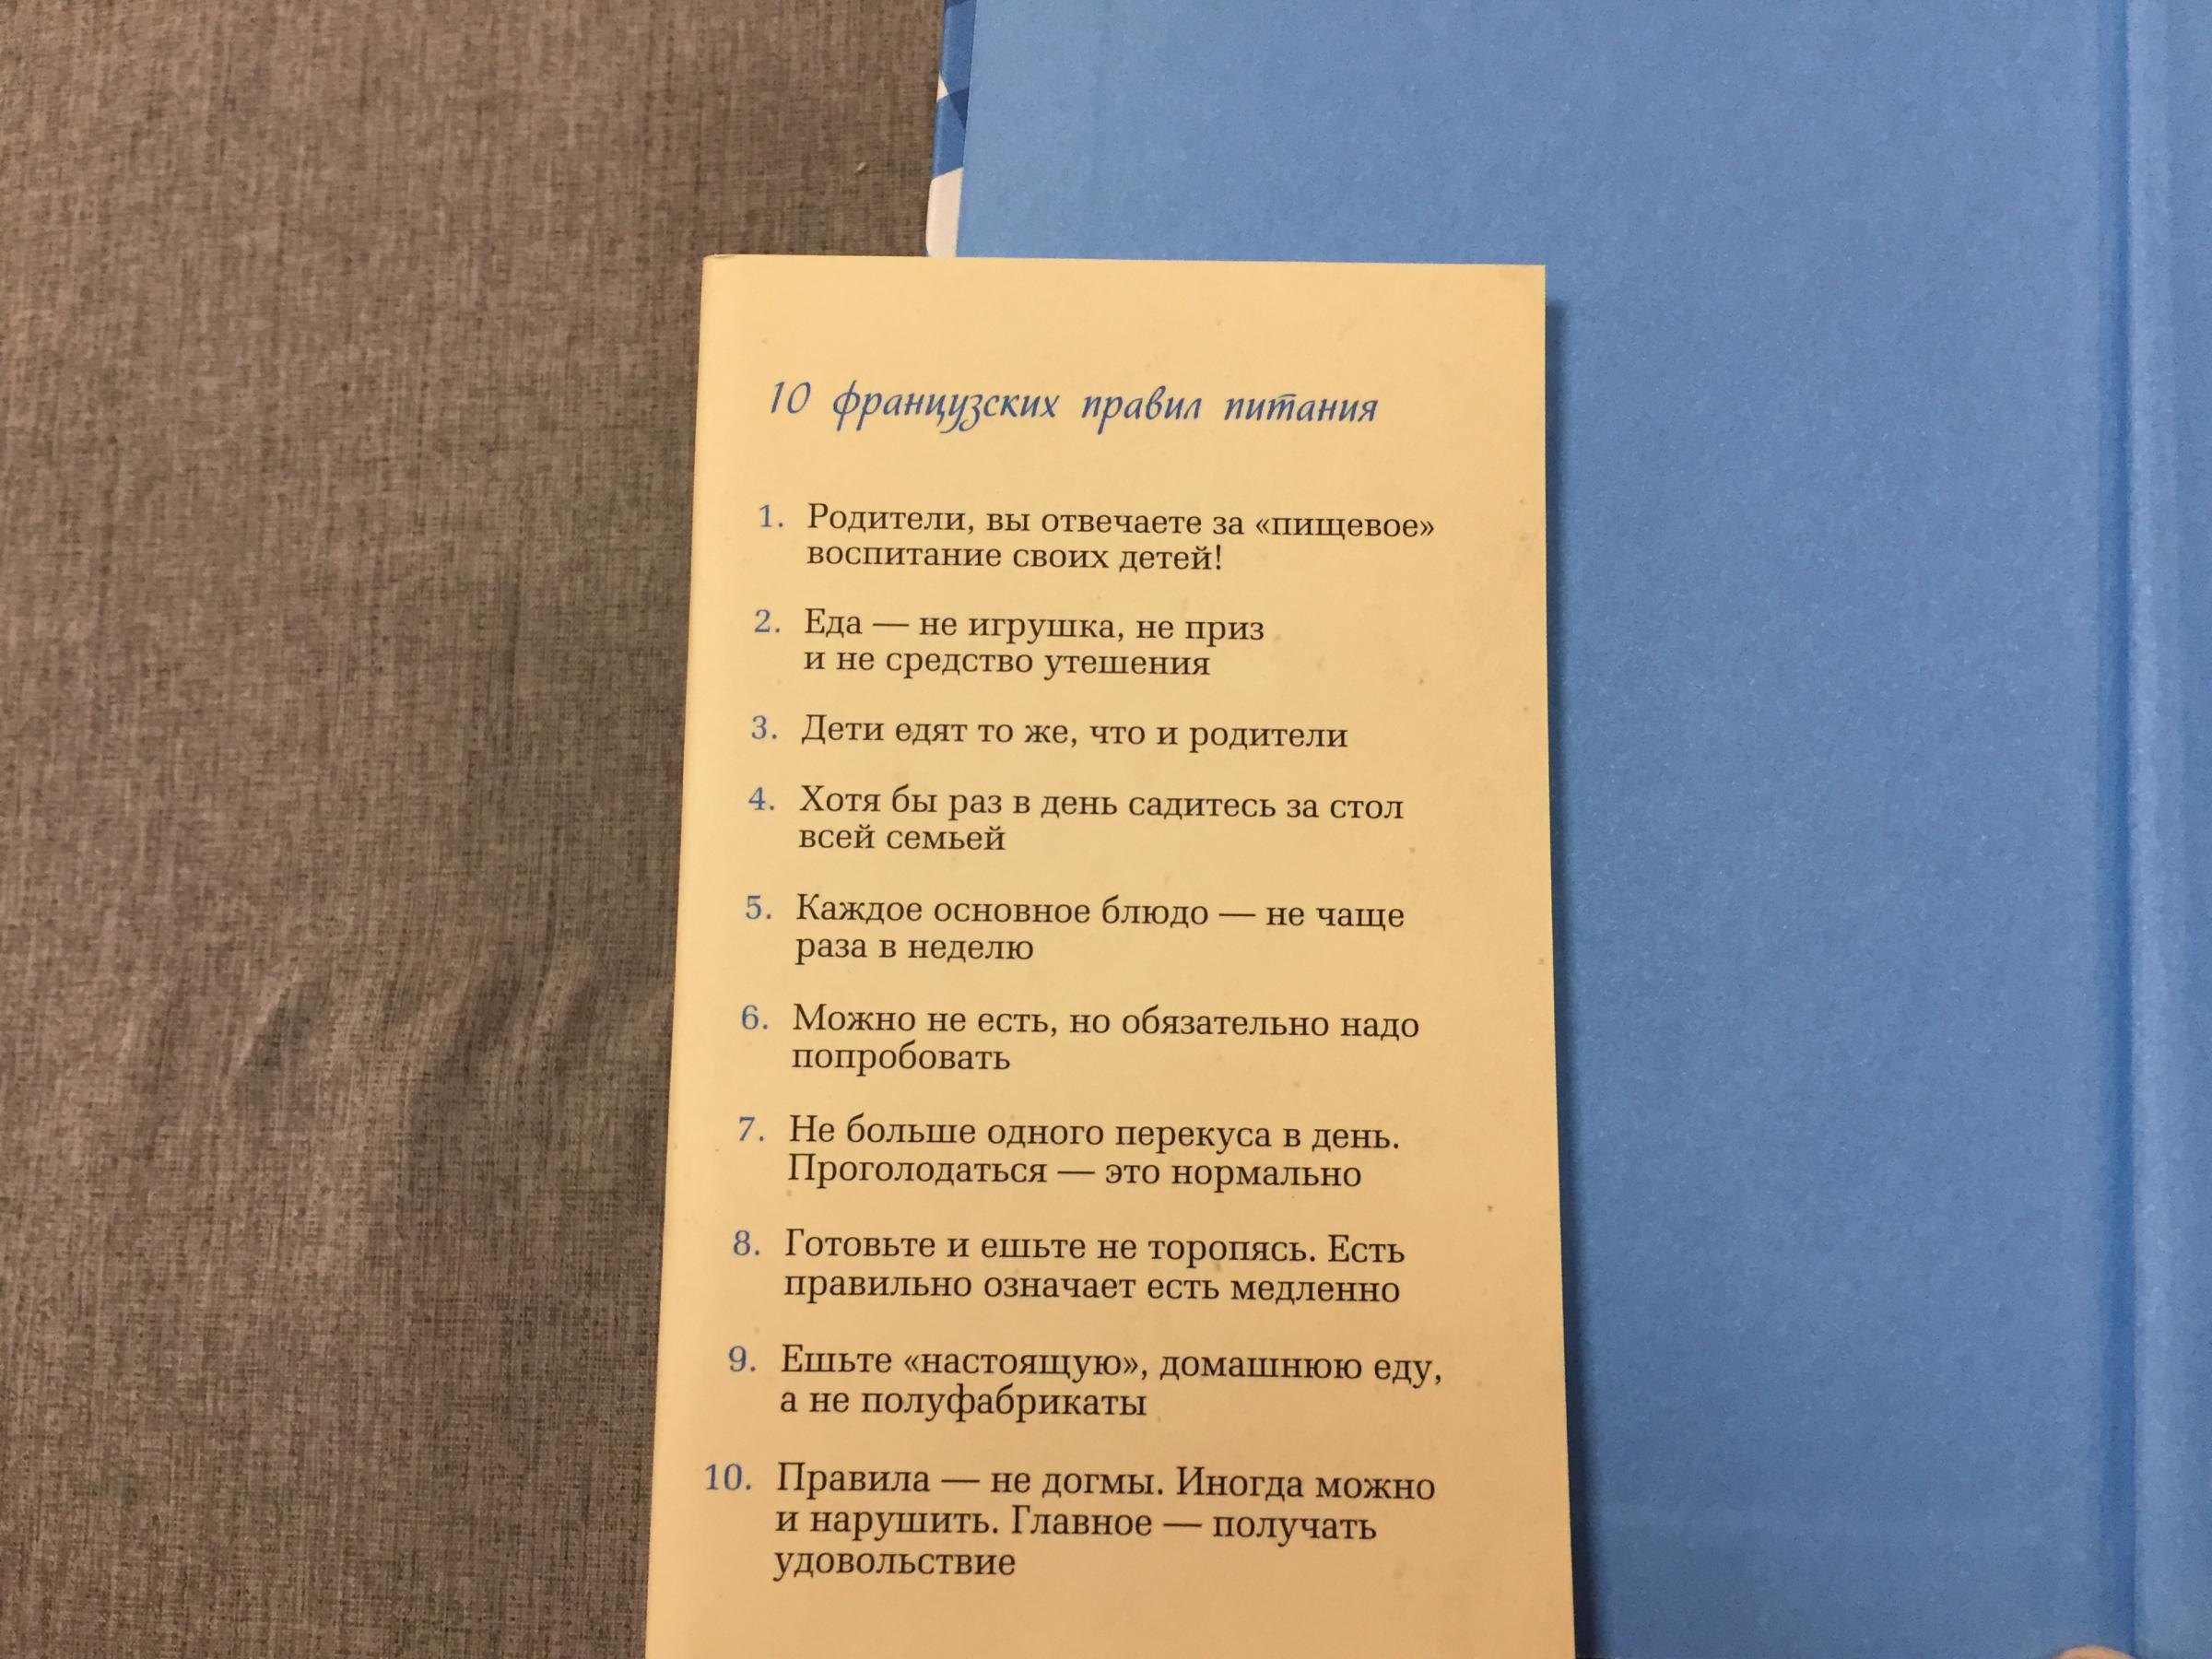 10 французских правил питания
1. Родители, вы отвечаете за «пищевое»
воспитание своих детей!
2. Еда — не игрушка, не приз
и не средство утешения
3. Дети едят то же, что и родители
4. Хотя бы раз в день садитесь за стол
всей семьей
5. Каждое основное блюдо — не чаще
раза в неделю
6. Можно не есть, но обязательно надо
попробовать
7. Не больше одного перекуса в день.
Проголодаться — это нормально
8. Готовьте и ешьте не торопясь. Есть
правильно означает есть медленно
9. Ешьте «настоящую», домашнюю еду,
а не полуфабрикаты
10. Правила — не догмы. Иногда можно
и нарушить. Главное — получать
удовольствие